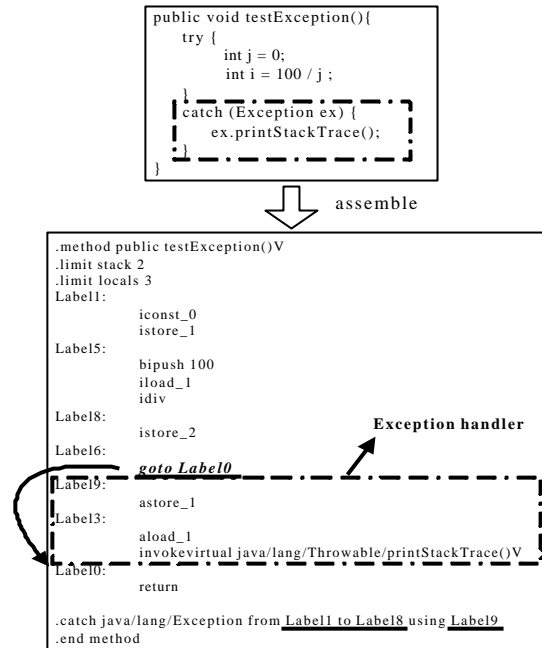 public void testException(){
try {
int j = 0;
int i = 100 / j ;
}
catch (Exception ex) {
ex.printStackTrace();
}
}
assemble
.method public testException()V
.limit stack 2
.limit locals 3
Label1:
iconst_0
istore_1
Label5:
bipush 100
iload_1
idiv
Label8:
istore_2
Exception handler
Label6:
goto Label0
Label9:
astore_1
Label3:
aload_1
invokevirtual java/lang/Throwable/printStackTrace()V
Label0:
return
.catch java/lang/Exception from Label1 to Label8 using Label9
.end method